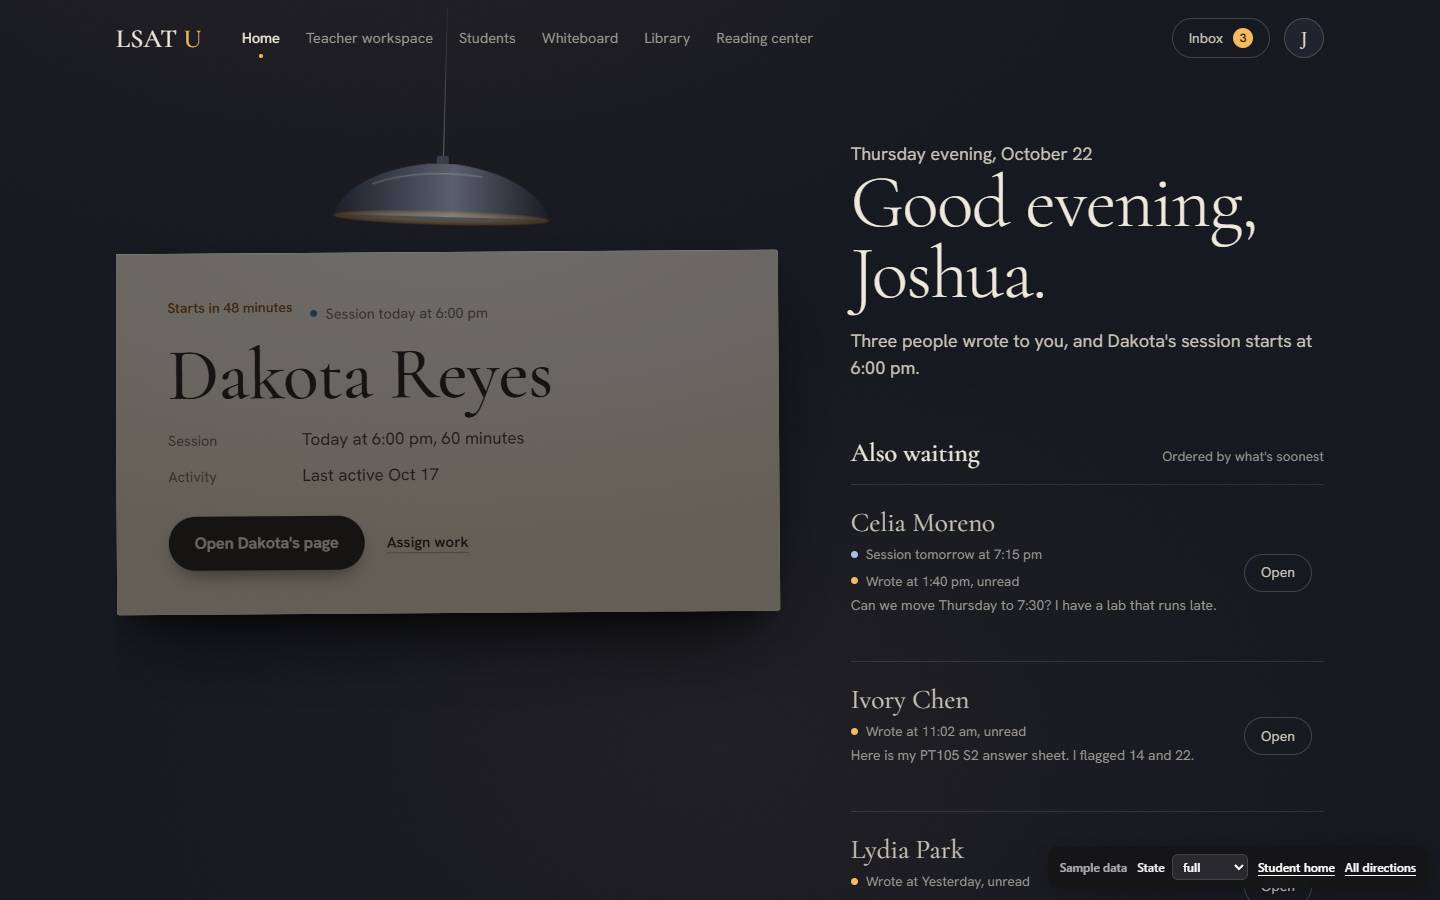 LSAT U
Home
Teacher workspace
Students
Whiteboard
Library
Reading center
Inbox 3
J
Thursday evening, October 22
Good evening,
Joshua.
Three people wrote to you, and Dakota's session starts at
6:00 pm.
Starts in 48 minutes
Session today at 6:00 pm
Dakota Reyes
Session Today at 6:00 pm, 60 minutes
Activity Last active Oct 17
Open Dakota's page
Assign work
Also waiting
Ordered by what's soonest
Celia Moreno
Session tomorrow at 7:15 pm
Wrote at 1:40 pm, unread
Can we move Thursday to 7:30? I have a lab that runs late.
Open
Ivory Chen
Wrote at 11:02 am, unread
Here is my PT105 S2 answer sheet. I flagged 14 and 22.
Open
Lydia Park
Wrote at Yesterday, unread
Open
Sample data
State
full
Student home
All directions